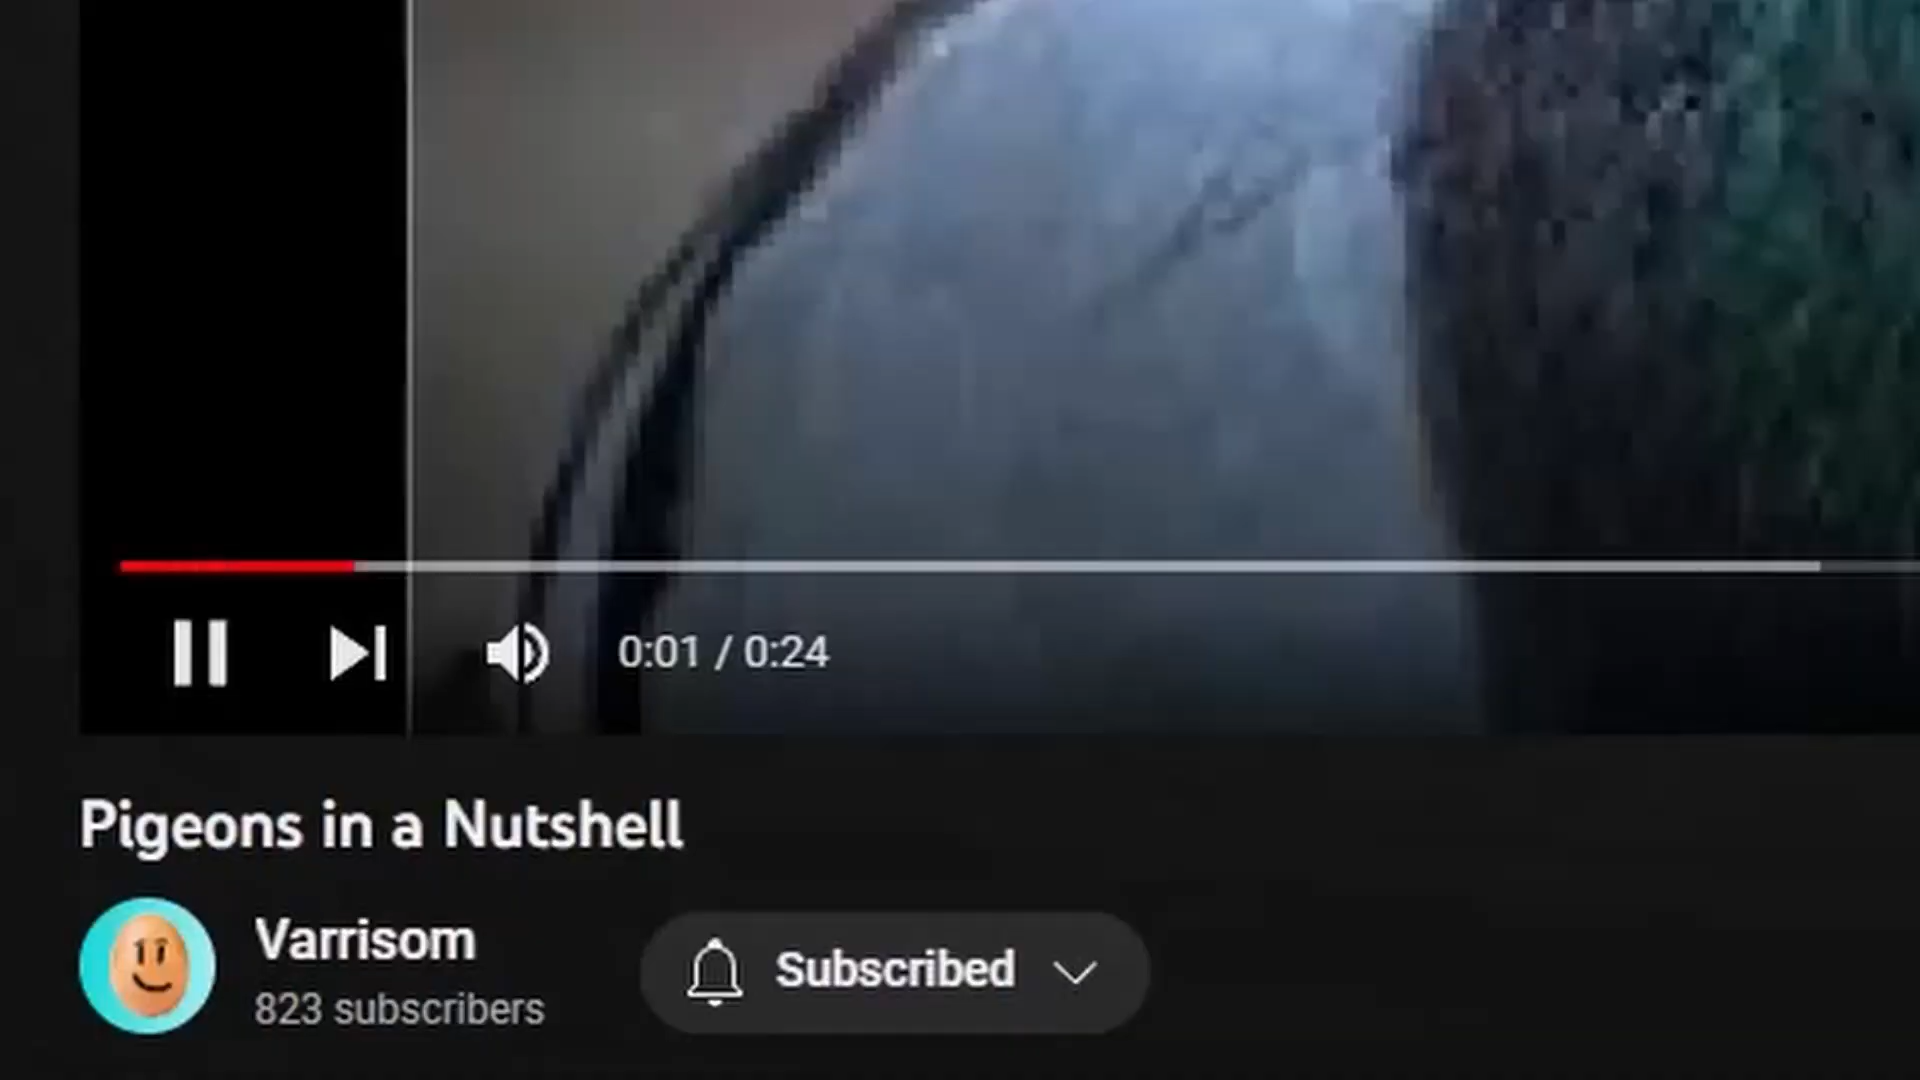 0:01 / 0:24
Pigeons in a Nutshell
Varrisom
823 subscribers
Subscribed